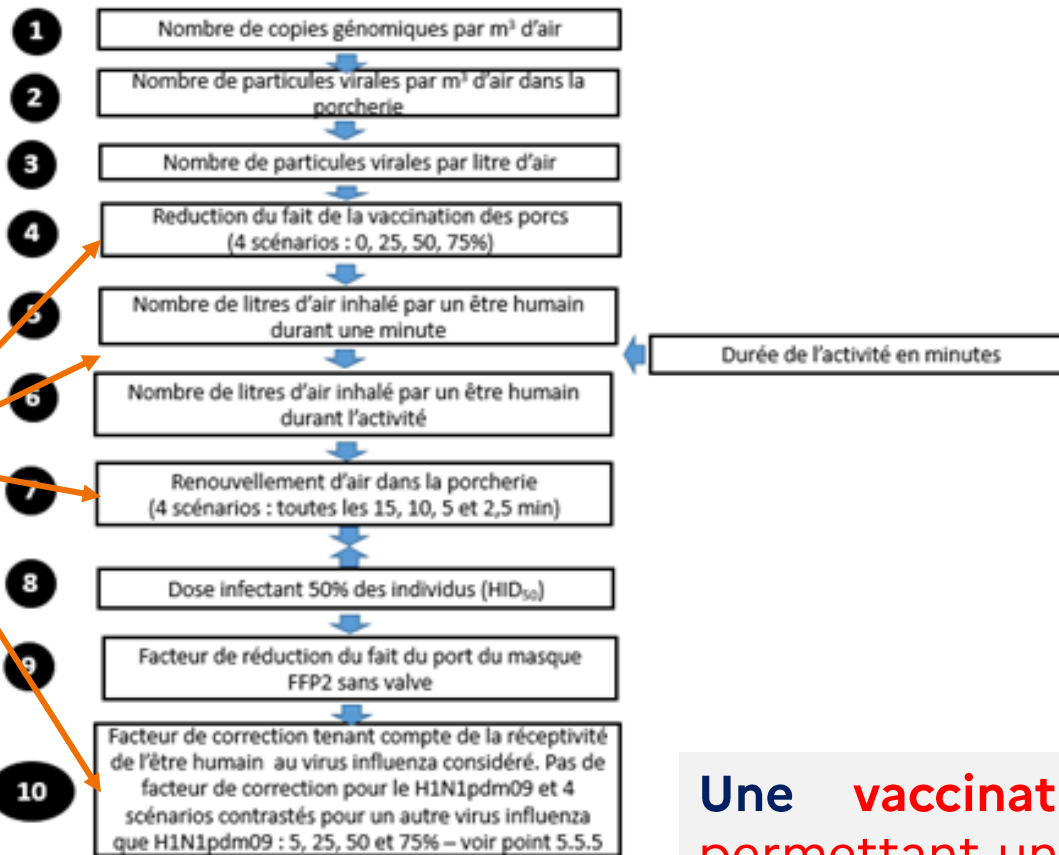 1
Nombre de copies génomiques par m³ d'air
2
Nombre de particules virales par m³ d'air dans la
porcherie
3
Nombre de particules virales par litre d'air
4
Reduction du fait de la vaccination des porcs
(4 scénarios : 0, 25, 50, 75%)
5
Nombre de litres d'air inhalé par un être humain
durant une minute
Durée de l'activité en minutes
6
Nombre de litres d'air inhalé par un être humain
durant l'activité
7
Renouvellement d'air dans la porcherie
(4 scénarios : toutes les 15, 10, 5 et 2,5 min)
8
Dose infectant 50% des individus (HID₅₀)
9
Facteur de réduction du fait du port du masque
FFP2 sans valve
10
Facteur de correction tenant compte de la réceptivité
de l'être humain au virus influenza considéré. Pas de
facteur de correction pour le H1N1pdm09 et 4
scénarios contrastés pour un autre virus influenza
que H1N1pdm09 : 5, 25, 50 et 75% – voir point 5.5.5
Une vaccinat
permettant un